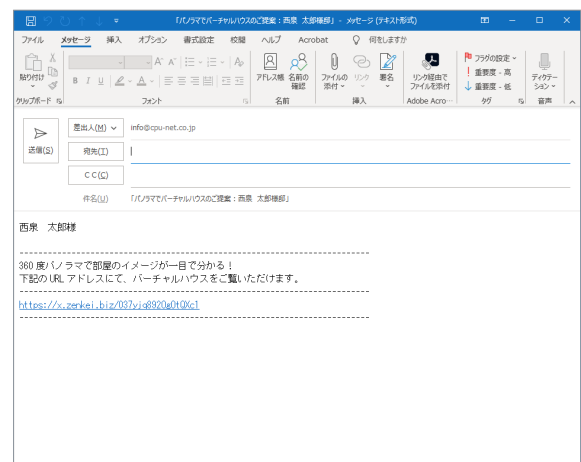 「パノラマでバーチャルハウスのご提案：西泉 太郎様邸」 - メッセージ (テキスト形式)
ファイル メッセージ 挿入 オプション 書式設定 校閲 ヘルプ Acrobat 何をしますか
貼り付け
B I U
A
アドレス帳 名前の確認
ファイルの添付 リンク 署名
リンク経由でファイルを添付
フラグの設定
重要度 - 高
重要度 - 低
ディクテーション
クリップボード フォント 名前 挿入 Adobe Acro… タグ 音声
送信(S)
差出人(M) info@cpu-net.co.jp
宛先(T)
C C(C)
件名(U) 「パノラマでバーチャルハウスのご提案：西泉 太郎様邸」
西泉 太郎様
------------------------------------------------------------
360 度パノラマで部屋のイメージが一目で分かる！
下記の URL アドレスにて、バーチャルハウスをご覧いただけます。
------------------------------------------------------------
https://x.zenkei.biz/037yjq8920g0tQXc1
------------------------------------------------------------